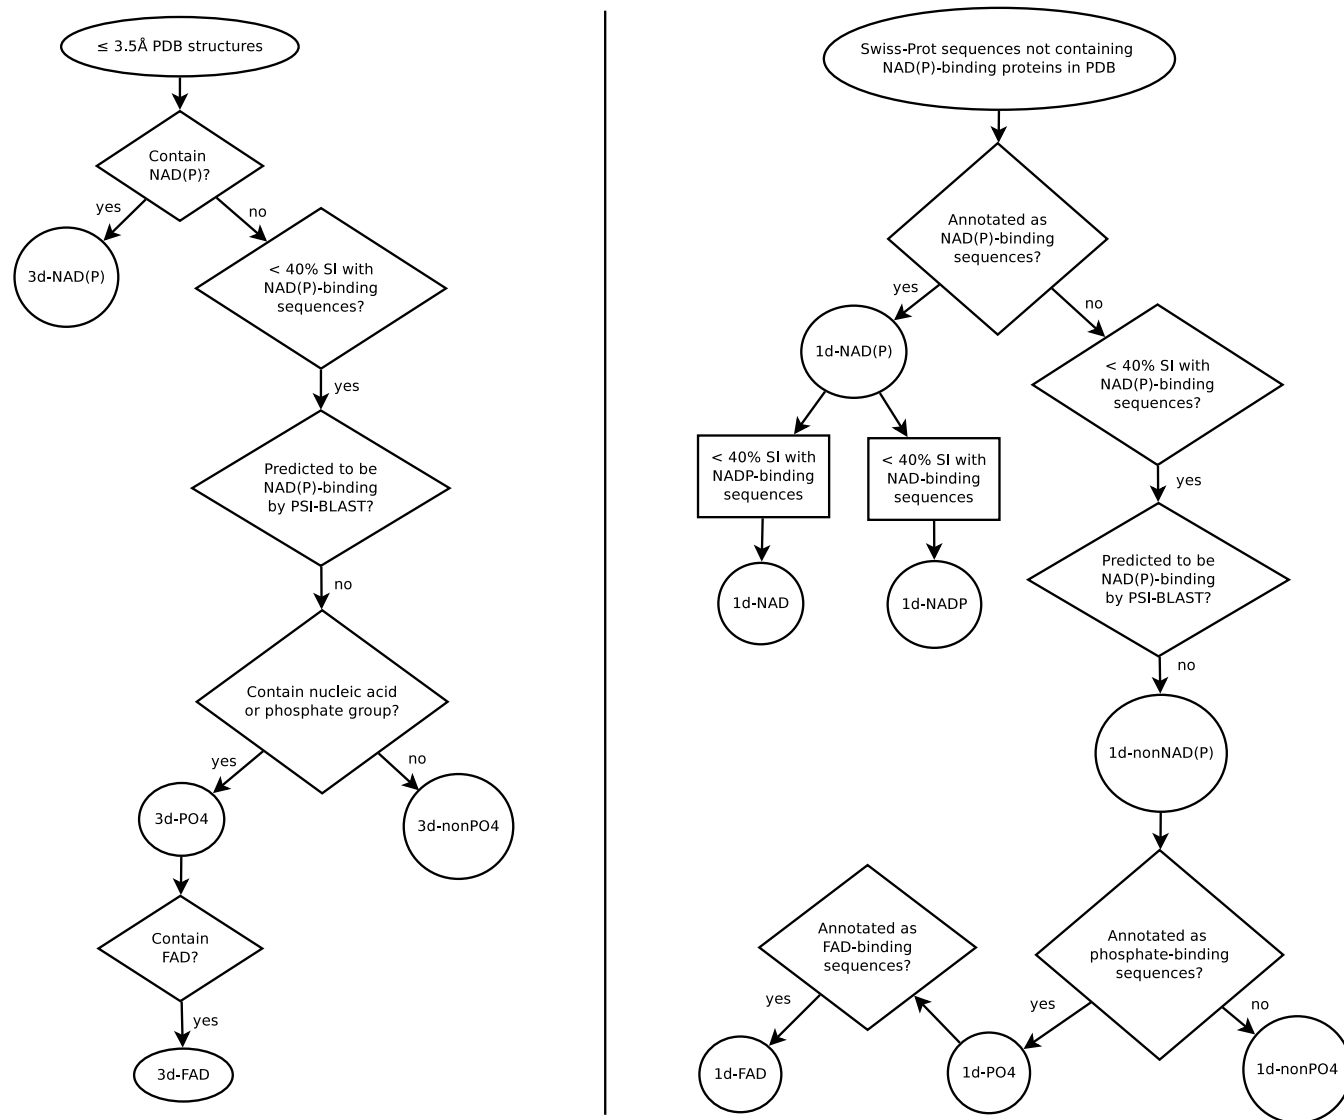 ≤ 3.5Å PDB structures
Contain
NAD(P)?
yes
no
3d-NAD(P)
< 40% SI with
NAD(P)-binding
sequences?
yes
Predicted to be
NAD(P)-binding
by PSI-BLAST?
no
Contain nucleic acid
or phosphate group?
yes
no
3d-PO4
3d-nonPO4
Contain
FAD?
yes
3d-FAD
Swiss-Prot sequences not containing
NAD(P)-binding proteins in PDB
Annotated as
NAD(P)-binding
sequences?
yes
no
1d-NAD(P)
< 40% SI with
NADP-binding
sequences
< 40% SI with
NAD-binding
sequences
1d-NAD
1d-NADP
< 40% SI with
NAD(P)-binding
sequences?
yes
Predicted to be
NAD(P)-binding
by PSI-BLAST?
no
1d-nonNAD(P)
Annotated as
phosphate-binding
sequences?
yes
no
1d-PO4
1d-nonPO4
Annotated as
FAD-binding
sequences?
yes
1d-FAD